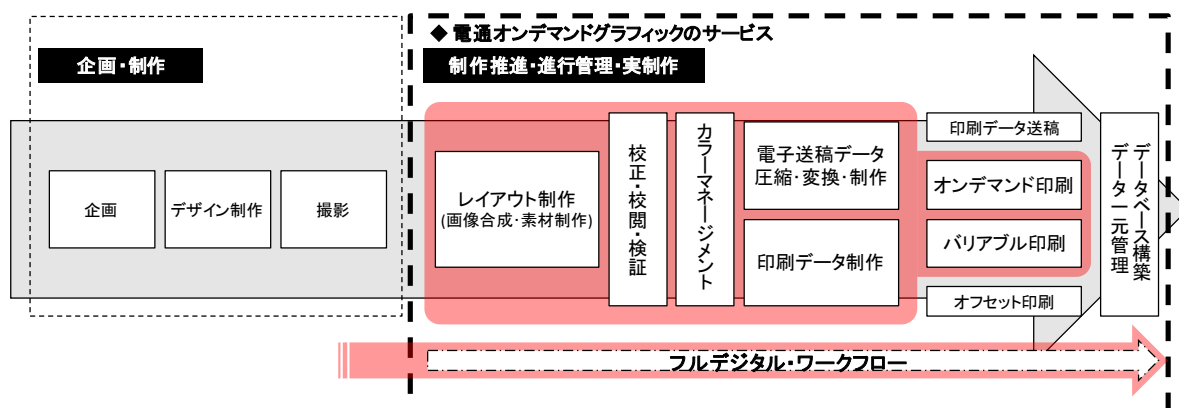 ◆ 電通オンデマンドグラフィックのサービス
企画・制作
制作推進・進行管理・実制作
企画
デザイン制作
撮影
レイアウト制作
(画像合成・素材制作)
校正・校閲・検証
カラーマネージメント
電子送稿データ
圧縮・変換・制作
印刷データ制作
印刷データ送稿
オンデマンド印刷
バリアブル印刷
オフセット印刷
データベース構築
データ一元管理
フルデジタル・ワークフロー